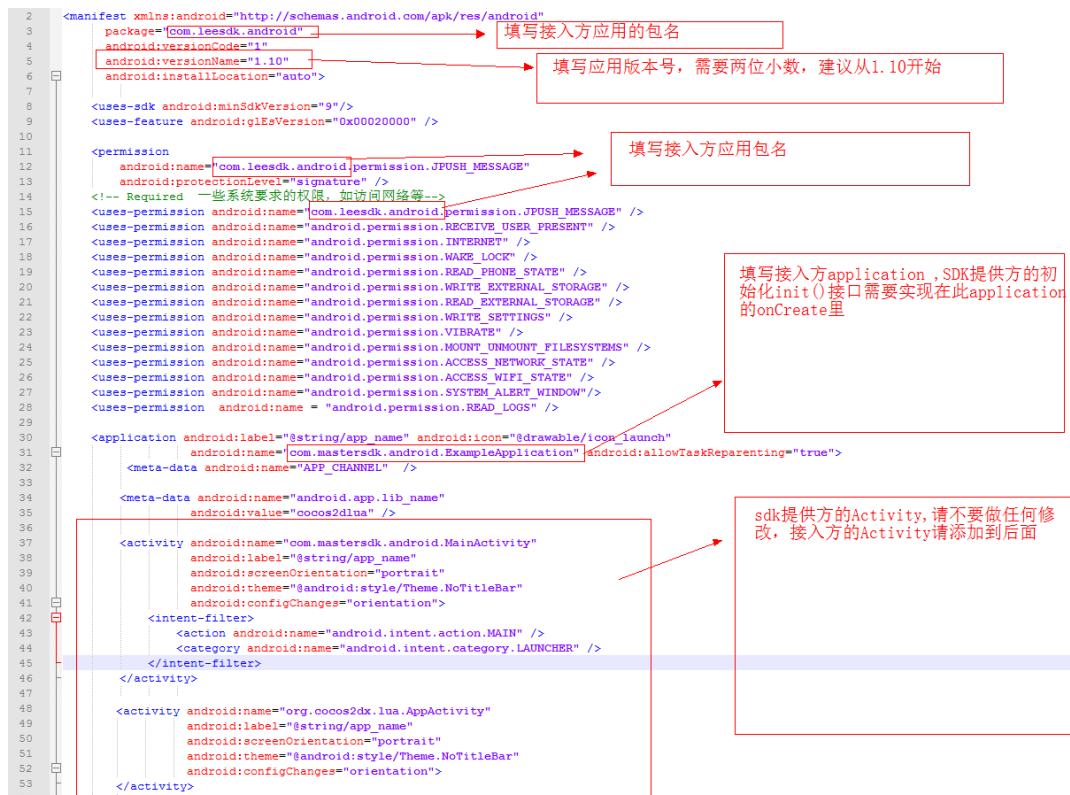 2 <manifest xmlns:android="http://schemas.android.com/apk/res/android"
3 package="com.leesdk.android"
填写接入方应用的包名
4 android:versionCode="1"
5 android:versionName="1.10"
填写应用版本号，需要两位小数，建议从1.10开始
6 android:installLocation="auto">
7
8 <uses-sdk android:minSdkVersion="9"/>
9 <uses-feature android:glEsVersion="0x00020000" />
10
11 <permission
填写接入方应用包名
12 android:name="com.leesdk.android.permission.JPUSH_MESSAGE"
13 android:protectionLevel="signature" />
14 <!-- Required 一些系统要求的权限，如访问网络等-->
15 <uses-permission android:name="com.leesdk.android.permission.JPUSH_MESSAGE" />
16 <uses-permission android:name="android.permission.RECEIVE_USER_PRESENT" />
17 <uses-permission android:name="android.permission.INTERNET" />
18 <uses-permission android:name="android.permission.WAKE_LOCK" />
19 <uses-permission android:name="android.permission.READ_PHONE_STATE" />
20 <uses-permission android:name="android.permission.WRITE_EXTERNAL_STORAGE" />
21 <uses-permission android:name="android.permission.READ_EXTERNAL_STORAGE" />
22 <uses-permission android:name="android.permission.WRITE_SETTINGS" />
23 <uses-permission android:name="android.permission.VIBRATE" />
24 <uses-permission android:name="android.permission.MOUNT_UNMOUNT_FILESYSTEMS" />
25 <uses-permission android:name="android.permission.ACCESS_NETWORK_STATE" />
26 <uses-permission android:name="android.permission.ACCESS_WIFI_STATE" />
27 <uses-permission android:name="android.permission.SYSTEM_ALERT_WINDOW"/>
28 <uses-permission android:name = "android.permission.READ_LOGS" />
填写接入方application ,SDK提供方的初
始化init()接口需要实现在此application
的onCreate里
29
30 <application android:label="@string/app_name" android:icon="@drawable/icon_launch"
31 android:name="com.mastersdk.android.ExampleApplication" android:allowTaskReparenting="true">
32 <meta-data android:name="APP_CHANNEL" />
33
34 <meta-data android:name="android.app.lib_name"
35 android:value="cocos2dlua" />
36
sdk提供方的Activity,请不要做任何修
改，接入方的Activity请添加到后面
37 <activity android:name="com.mastersdk.android.MainActivity"
38 android:label="@string/app_name"
39 android:screenOrientation="portrait"
40 android:theme="@android:style/Theme.NoTitleBar"
41 android:configChanges="orientation">
42 <intent-filter>
43 <action android:name="android.intent.action.MAIN" />
44 <category android:name="android.intent.category.LAUNCHER" />
45 </intent-filter>
46 </activity>
47
48 <activity android:name="org.cocos2dx.lua.AppActivity"
49 android:label="@string/app_name"
50 android:screenOrientation="portrait"
51 android:theme="@android:style/Theme.NoTitleBar"
52 android:configChanges="orientation">
53 </activity>